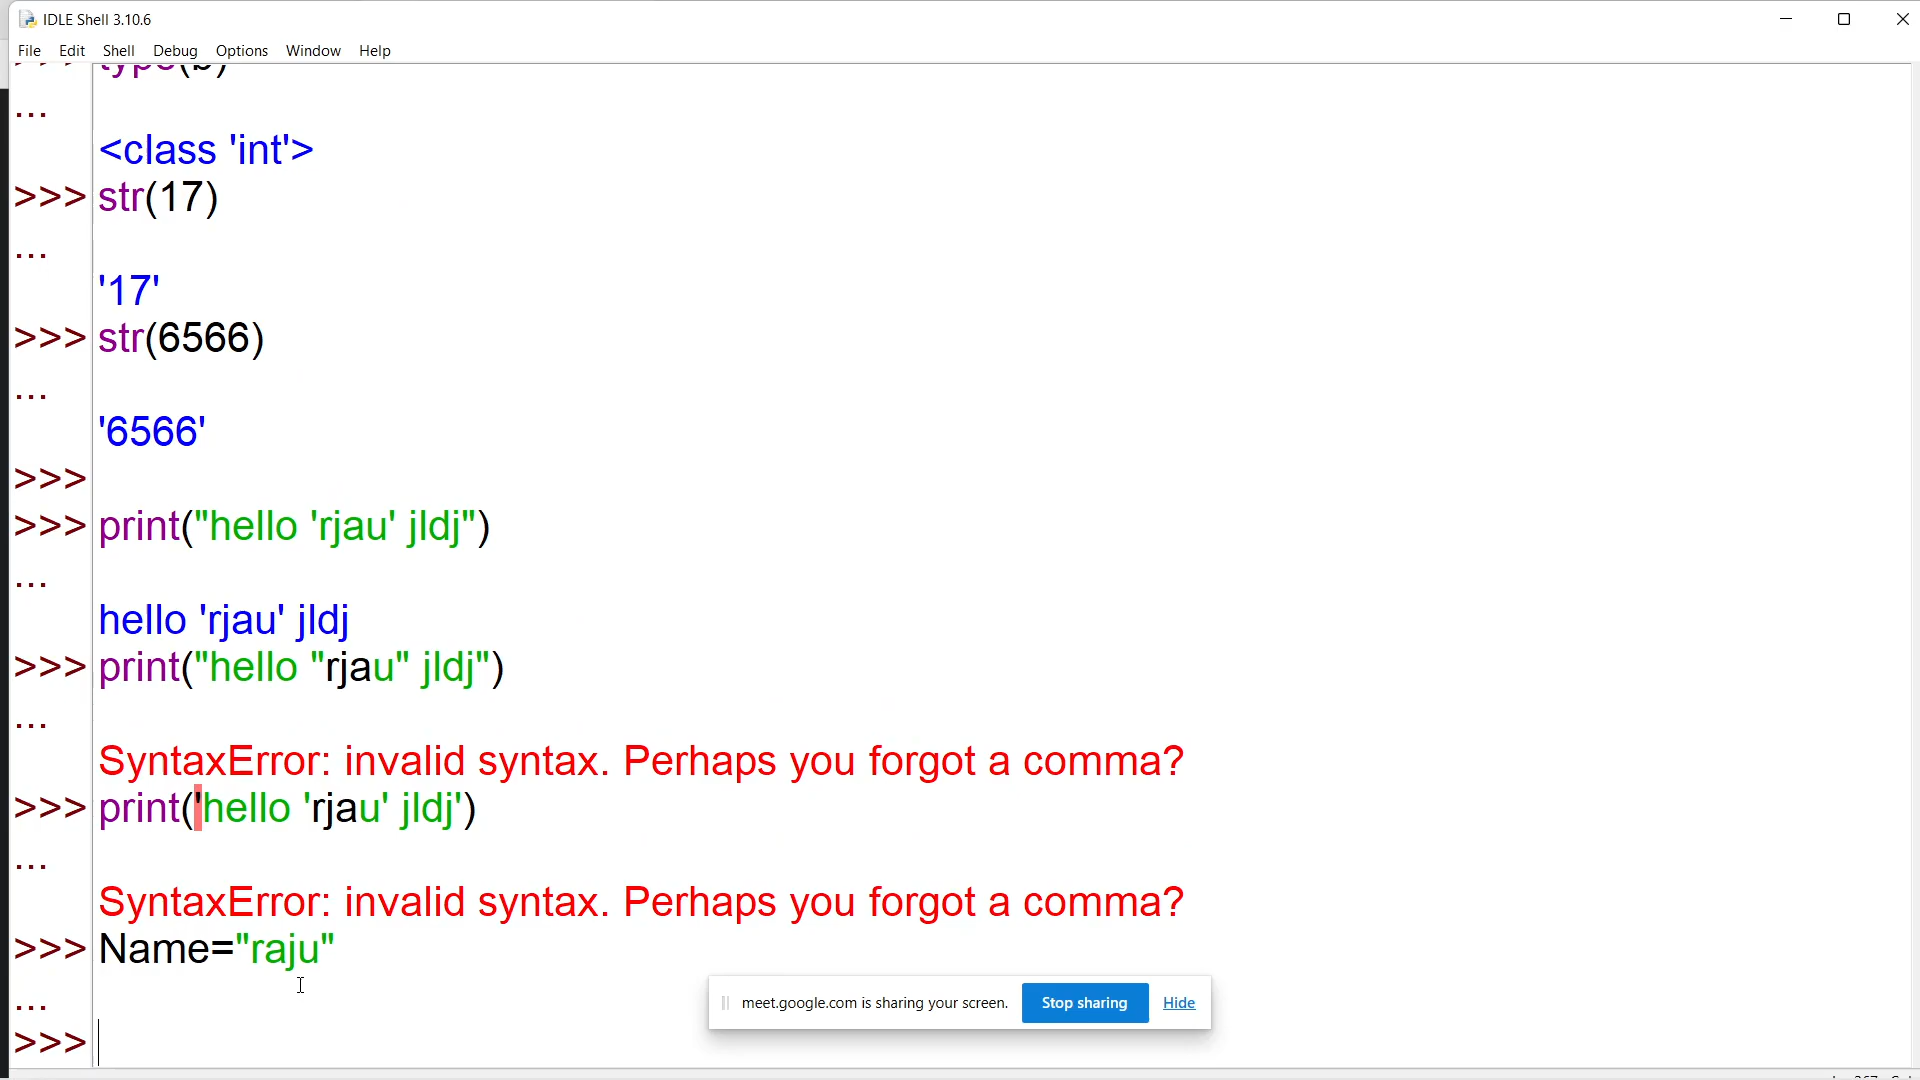 IDLE Shell 3.10.6
File Edit Shell Debug Options Window Help
>>> type(b)
...
<class 'int'>
>>> str(17)
...
'17'
>>> str(6566)
...
'6566'
>>>
>>> print("hello 'rjau' jldj")
...
hello 'rjau' jldj
>>> print("hello "rjau" jldj")
...
SyntaxError: invalid syntax. Perhaps you forgot a comma?
>>> print('hello 'rjau' jldj')
...
SyntaxError: invalid syntax. Perhaps you forgot a comma?
>>> Name="raju"
...
meet.google.com is sharing your screen. Stop sharing Hide
>>>